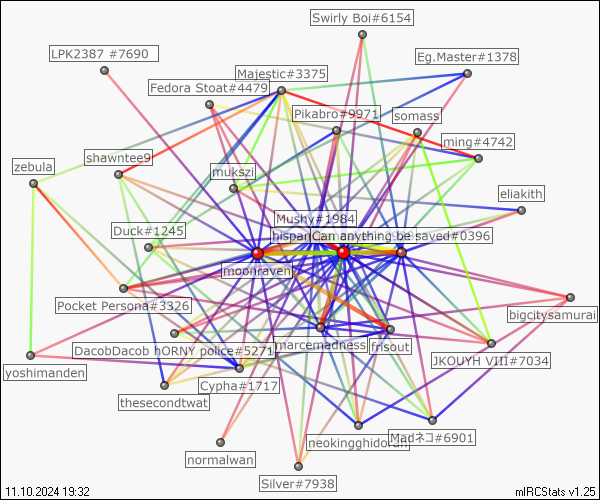 Swirly Boi#6154
LPK2387 #7690
Eg.Master#1378
Majestic#3375
Fedora Stoat#4479
Pikabro#9971
somass
ming#4742
shawntee9
zebula
mukszi
eliakith
Mushy#1984
Duck#1245
hispan
Can anything be saved#0396
moonraven
Pocket Persona#3326
bigcitysamurai
DacobDacob hORNY police#5271
marcemadness
frisout
JKOUYH VIII#7034
yoshimanden
Cypha#1717
thesecondtwat
neokingghidorah
Madネコ#6901
normalwan
Silver#7938
11.10.2024 19:32
mIRCStats v1.25